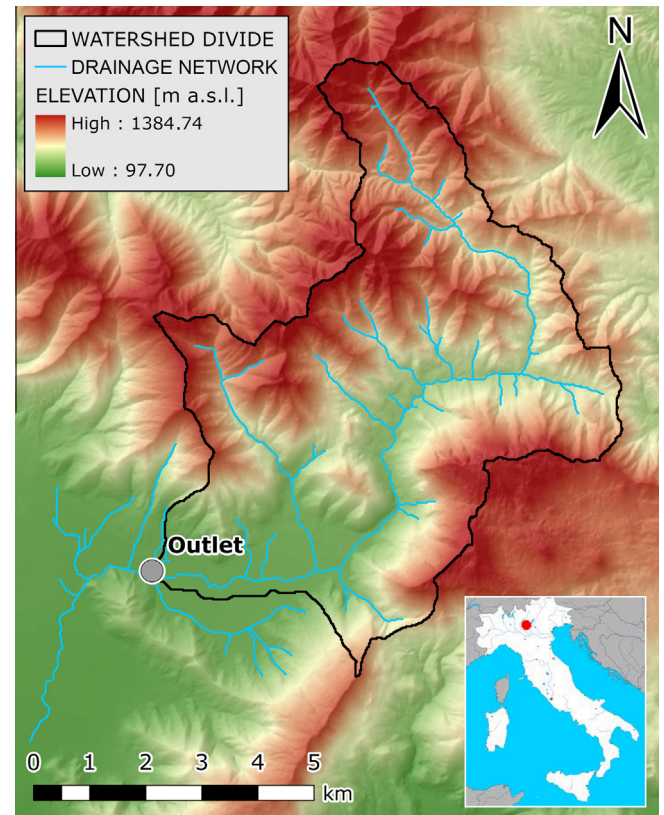 WATERSHED DIVIDE
DRAINAGE NETWORK
ELEVATION [m a.s.l.]
High : 1384.74
Low : 97.70
N
Outlet
0 1 2 3 4 5
km